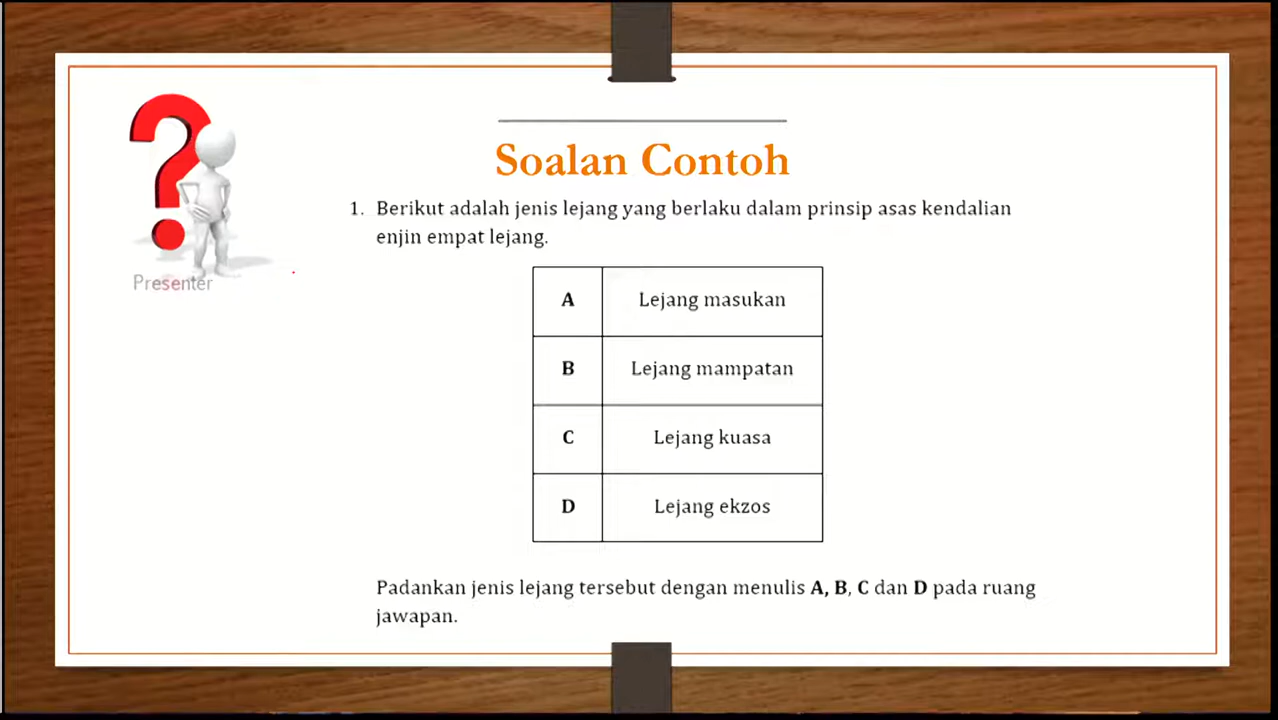 Soalan Contoh
1. Berikut adalah jenis lejang yang berlaku dalam prinsip asas kendalian
enjin empat lejang.
Presenter
A Lejang masukan
B Lejang mampatan
C Lejang kuasa
D Lejang ekzos
Padankan jenis lejang tersebut dengan menulis A, B, C dan D pada ruang
jawapan.